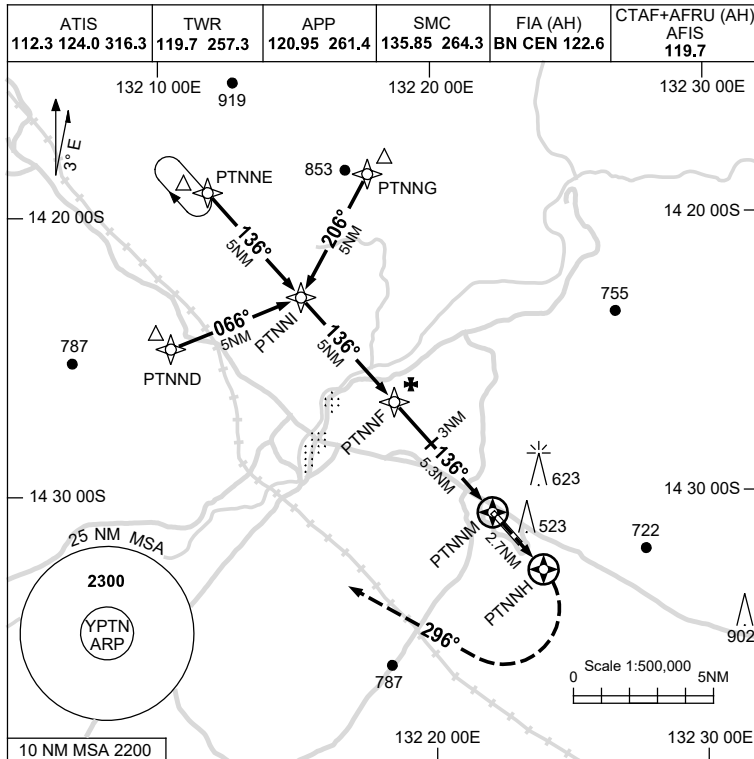 ATIS
112.3 124.0 316.3
TWR
119.7 257.3
APP
120.95 261.4
SMC
135.85 264.3
FIA (AH)
BN CEN 122.6
CTAF+AFRU (AH)
AFIS
119.7
132 10 00E
132 20 00E
132 30 00E
919
3° E
PTNNE
853
PTNNG
14 20 00S
14 20 00S
136°
5NM
206°
5NM
755
066°
5NM
PTNNI
136°
5NM
787
PTNND
PTNNF
3NM
136°
5.3NM
623
14 30 00S
14 30 00S
523
PTNNM
2.7NM
722
25 NM MSA
2300
YPTN
ARP
PTNNH
296°
902
787
Scale 1:500,000
0
5NM
10 NM MSA 2200
132 20 00E
132 30 00E